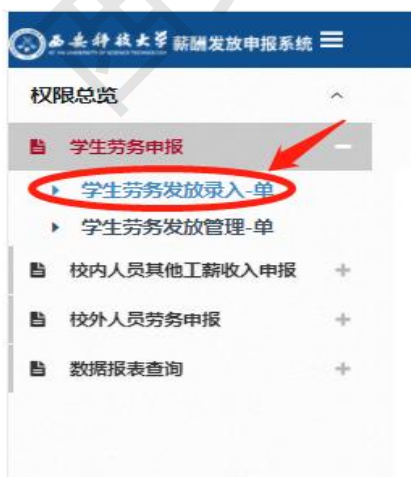 西安科技大学 薪酬发放申报系统
权限总览
学生劳务申报
学生劳务发放录入-单
学生劳务发放管理-单
校内人员其他工薪收入申报
校外人员劳务申报
数据报表查询